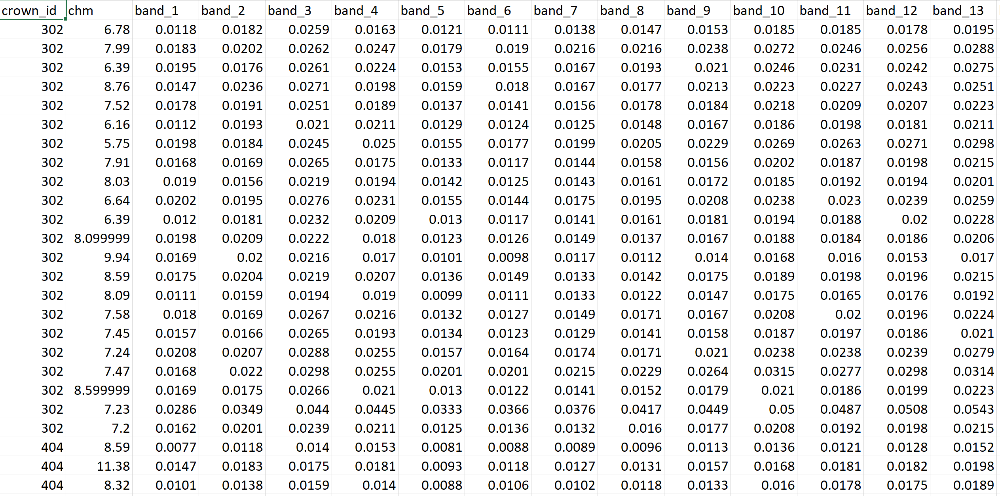 crown_id chm band_1 band_2 band_3 band_4 band_5 band_6 band_7 band_8 band_9 band_10 band_11 band_12 band_13
302 6.78 0.0118 0.0182 0.0259 0.0163 0.0121 0.0111 0.0138 0.0147 0.0153 0.0185 0.0185 0.0178 0.0195
302 7.99 0.0183 0.0202 0.0262 0.0247 0.0179 0.019 0.0216 0.0216 0.0238 0.0272 0.0246 0.0256 0.0288
302 6.39 0.0195 0.0176 0.0261 0.0224 0.0153 0.0155 0.0167 0.0193 0.021 0.0246 0.0231 0.0242 0.0275
302 8.76 0.0147 0.0236 0.0271 0.0198 0.0159 0.018 0.0167 0.0177 0.0213 0.0223 0.0227 0.0243 0.0251
302 7.52 0.0178 0.0191 0.0251 0.0189 0.0137 0.0141 0.0156 0.0178 0.0184 0.0218 0.0209 0.0207 0.0223
302 6.16 0.0112 0.0193 0.021 0.0211 0.0129 0.0124 0.0125 0.0148 0.0167 0.0186 0.0198 0.0181 0.0211
302 5.75 0.0198 0.0184 0.0245 0.025 0.0155 0.0177 0.0199 0.0205 0.0229 0.0269 0.0263 0.0271 0.0298
302 7.91 0.0168 0.0169 0.0265 0.0175 0.0133 0.0117 0.0144 0.0158 0.0156 0.0202 0.0187 0.0198 0.0215
302 8.03 0.019 0.0156 0.0219 0.0194 0.0142 0.0125 0.0143 0.0161 0.0172 0.0185 0.0192 0.0194 0.0201
302 6.64 0.0202 0.0195 0.0276 0.0231 0.0155 0.0144 0.0175 0.0195 0.0208 0.0238 0.023 0.0239 0.0259
302 6.39 0.012 0.0181 0.0232 0.0209 0.013 0.0117 0.0141 0.0161 0.0181 0.0194 0.0188 0.02 0.0228
302 8.099999 0.0198 0.0209 0.0222 0.018 0.0123 0.0126 0.0149 0.0137 0.0167 0.0188 0.0184 0.0186 0.0206
302 9.94 0.0169 0.02 0.0216 0.017 0.0101 0.0098 0.0117 0.0112 0.014 0.0168 0.016 0.0153 0.017
302 8.59 0.0175 0.0204 0.0219 0.0207 0.0136 0.0149 0.0133 0.0142 0.0175 0.0189 0.0198 0.0196 0.0215
302 8.09 0.0111 0.0159 0.0194 0.019 0.0099 0.0111 0.0133 0.0122 0.0147 0.0175 0.0165 0.0176 0.0192
302 7.58 0.018 0.0169 0.0267 0.0216 0.0132 0.0127 0.0149 0.0171 0.0167 0.0208 0.02 0.0196 0.0224
302 7.45 0.0157 0.0166 0.0265 0.0193 0.0134 0.0123 0.0129 0.0141 0.0158 0.0187 0.0197 0.0186 0.021
302 7.24 0.0208 0.0207 0.0288 0.0255 0.0157 0.0164 0.0174 0.0171 0.021 0.0238 0.0238 0.0239 0.0279
302 7.47 0.0168 0.022 0.0298 0.0255 0.0201 0.0201 0.0215 0.0229 0.0264 0.0315 0.0277 0.0298 0.0314
302 8.599999 0.0169 0.0175 0.0266 0.021 0.013 0.0122 0.0141 0.0152 0.0179 0.021 0.0186 0.0199 0.0223
302 7.23 0.0286 0.0349 0.044 0.0445 0.0333 0.0366 0.0376 0.0417 0.0449 0.05 0.0487 0.0508 0.0543
302 7.2 0.0162 0.0201 0.0239 0.0211 0.0125 0.0136 0.0132 0.016 0.0177 0.0208 0.0192 0.0198 0.0215
404 8.59 0.0077 0.0118 0.014 0.0153 0.0081 0.0088 0.0089 0.0096 0.0113 0.0136 0.0121 0.0128 0.0152
404 11.38 0.0147 0.0183 0.0175 0.0181 0.0093 0.0118 0.0127 0.0131 0.0157 0.0168 0.0181 0.0182 0.0198
404 8.32 0.0101 0.0138 0.0159 0.014 0.0088 0.0106 0.0102 0.0118 0.0133 0.016 0.0178 0.0175 0.0189